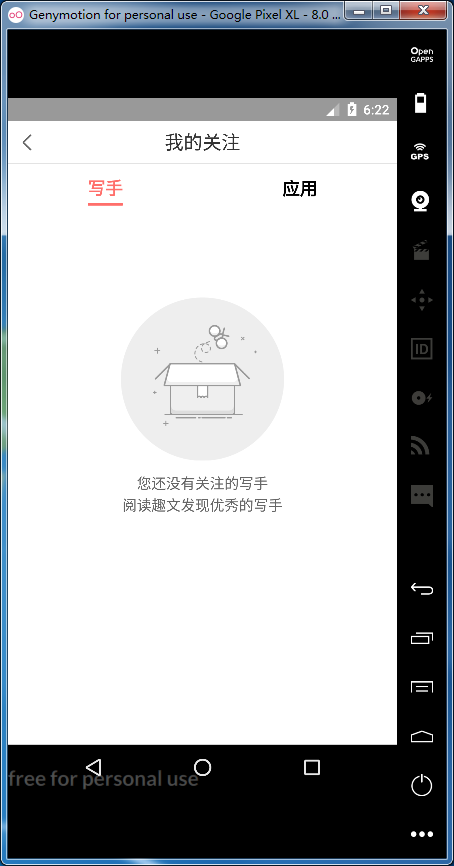 Genymotion for personal use - Google Pixel XL - 8.0 ...
Open
GAPPS
6:22
GPS
我的关注
写手
应用
ID
您还没有关注的写手
阅读趣文发现优秀的写手
free for personal use